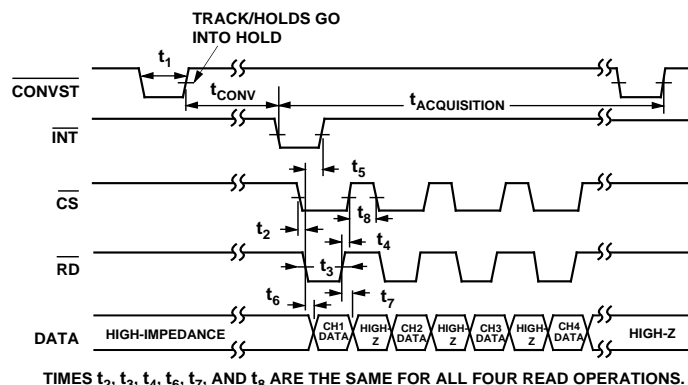 TRACK/HOLDS GO
INTO HOLD
t1
CONVST
tCONV
tACQUISITION
INT
t5
CS
t8
t2
t4
RD
t3
t6
t7
DATA
HIGH-IMPEDANCE
CH1
DATA
HIGH-
Z
CH2
DATA
HIGH-
Z
CH3
DATA
HIGH-
Z
CH4
DATA
HIGH-Z
TIMES t2, t3, t4, t6, t7, AND t8 ARE THE SAME FOR ALL FOUR READ OPERATIONS.